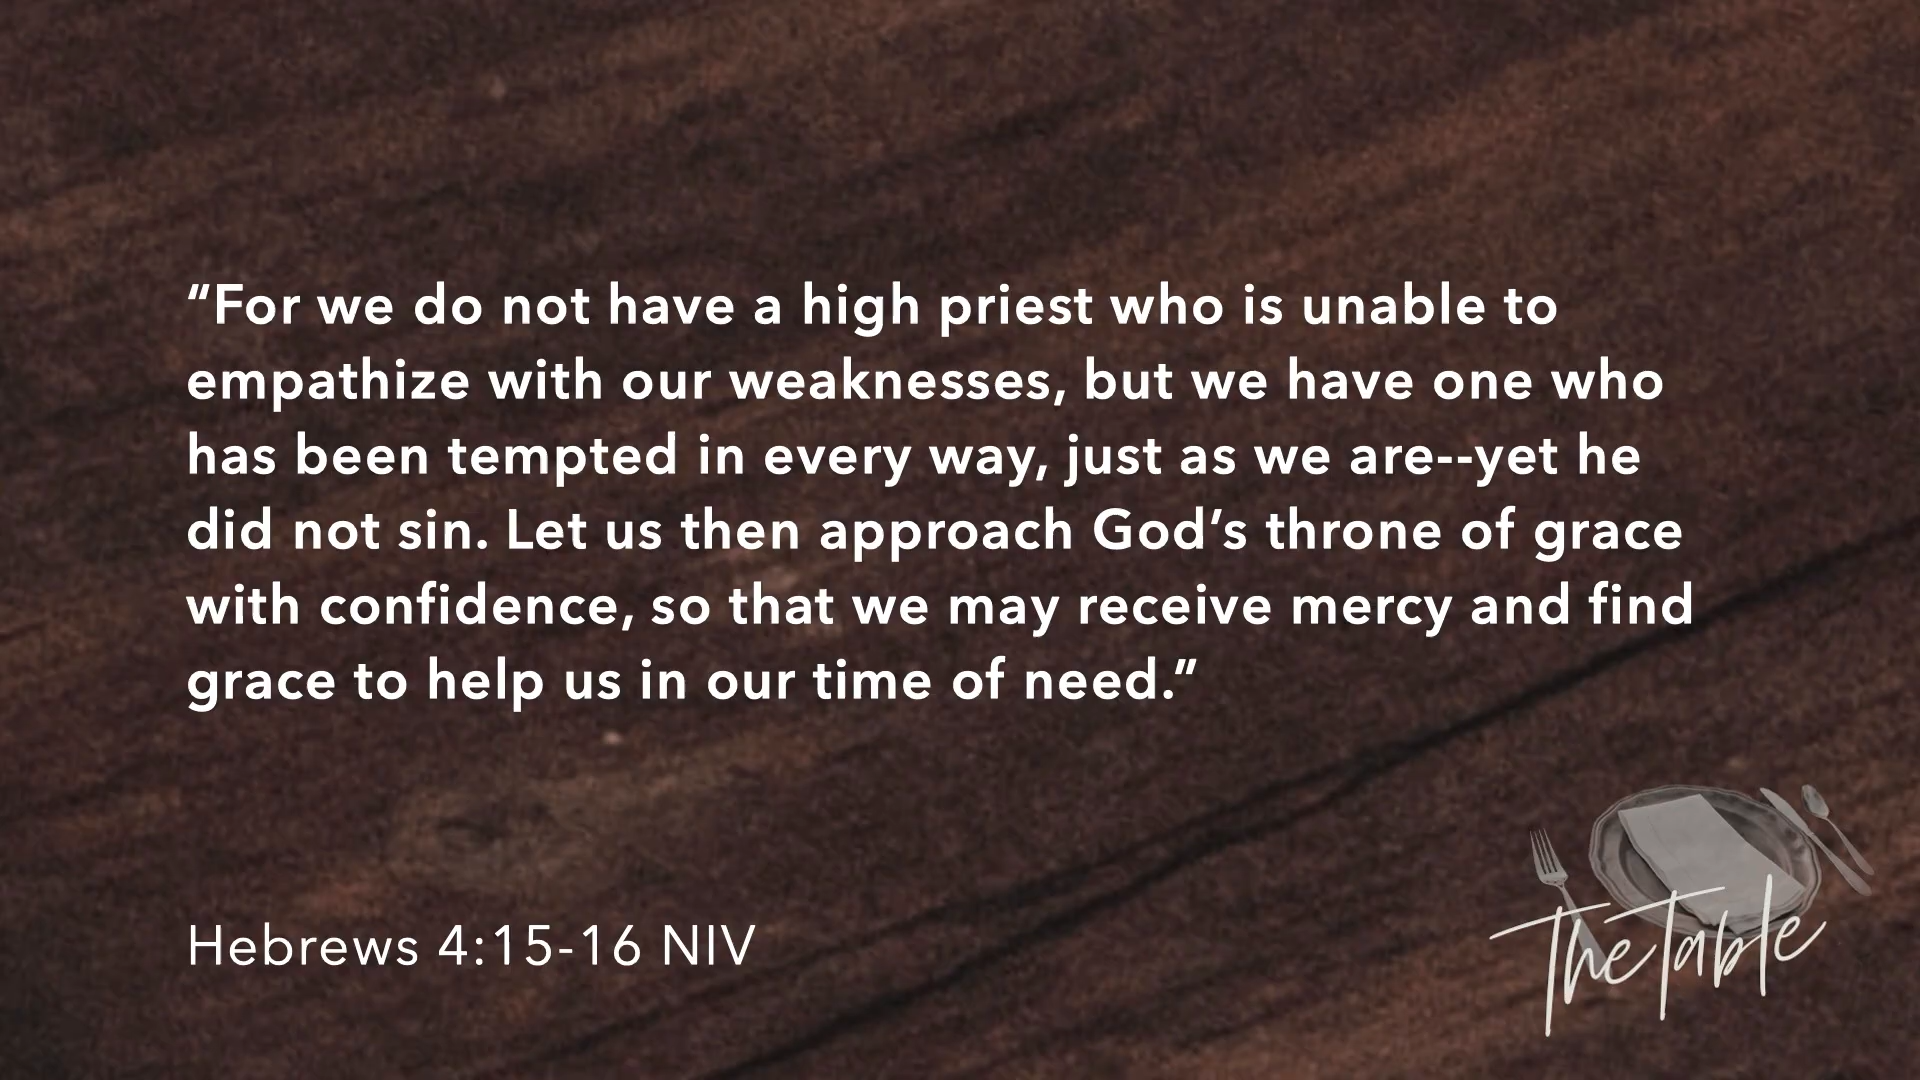 “For we do not have a high priest who is unable to
empathize with our weaknesses, but we have one who
has been tempted in every way, just as we are--yet he
did not sin. Let us then approach God’s throne of grace
with confidence, so that we may receive mercy and find
grace to help us in our time of need.”
Hebrews 4:15-16 NIV
The Table